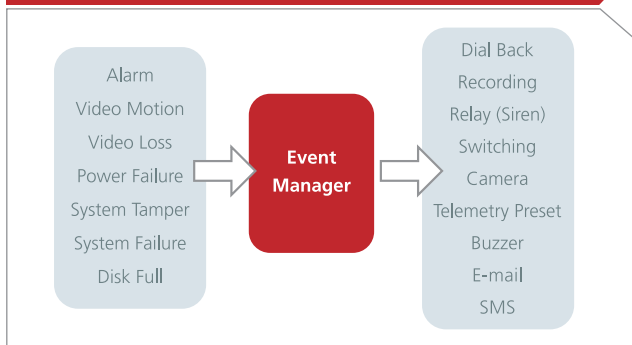 Alarm
Video Motion
Video Loss
Power Failure
System Tamper
System Failure
Disk Full
Event
Manager
Dial Back
Recording
Relay (Siren)
Switching
Camera
Telemetry Preset
Buzzer
E-mail
SMS